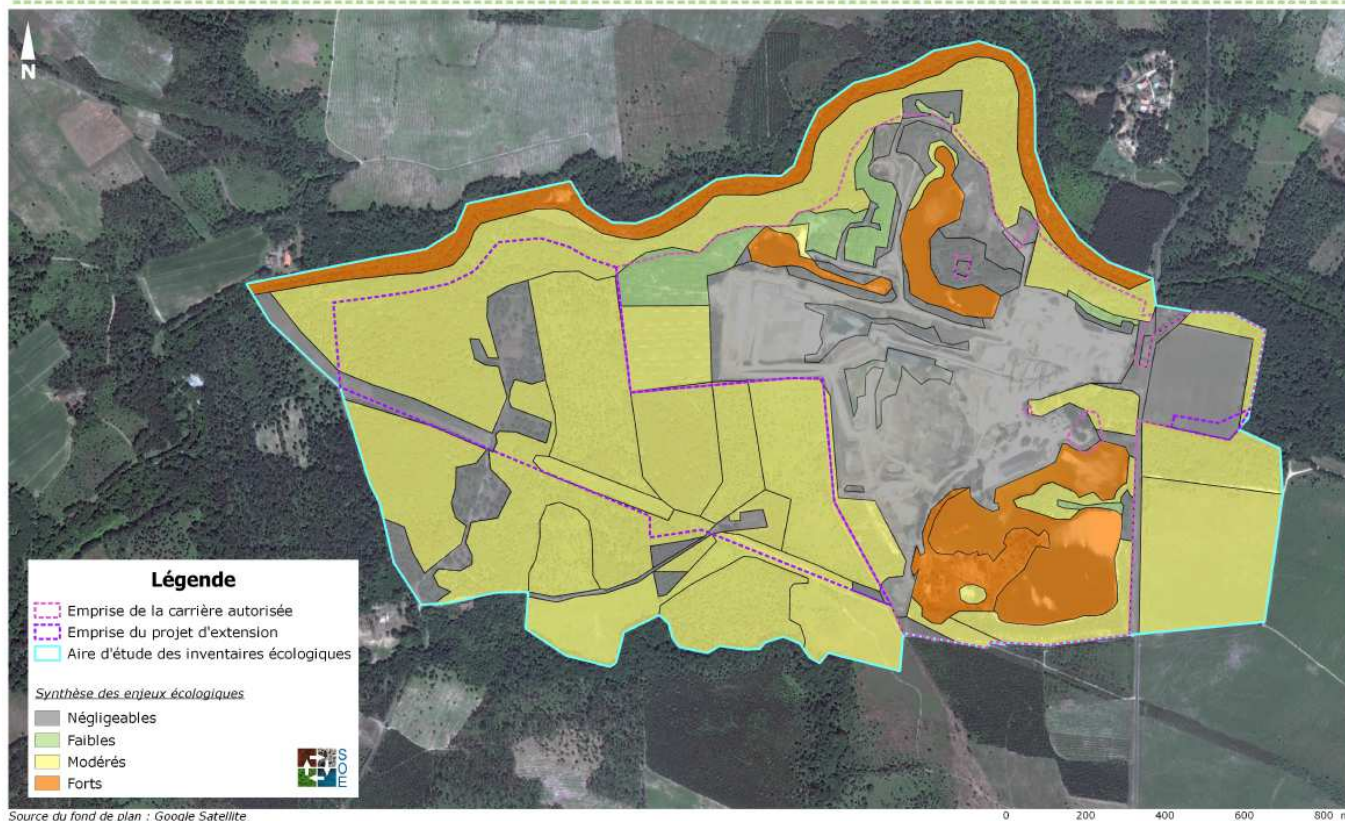 N
Légende
Emprise de la carrière autorisée
Emprise du projet d'extension
Aire d'étude des inventaires écologiques
Synthèse des enjeux écologiques
Négligeables
Faibles
Modérés
Forts
SOE
Source du fond de plan : Google Satellite
0 200 400 600 800 m